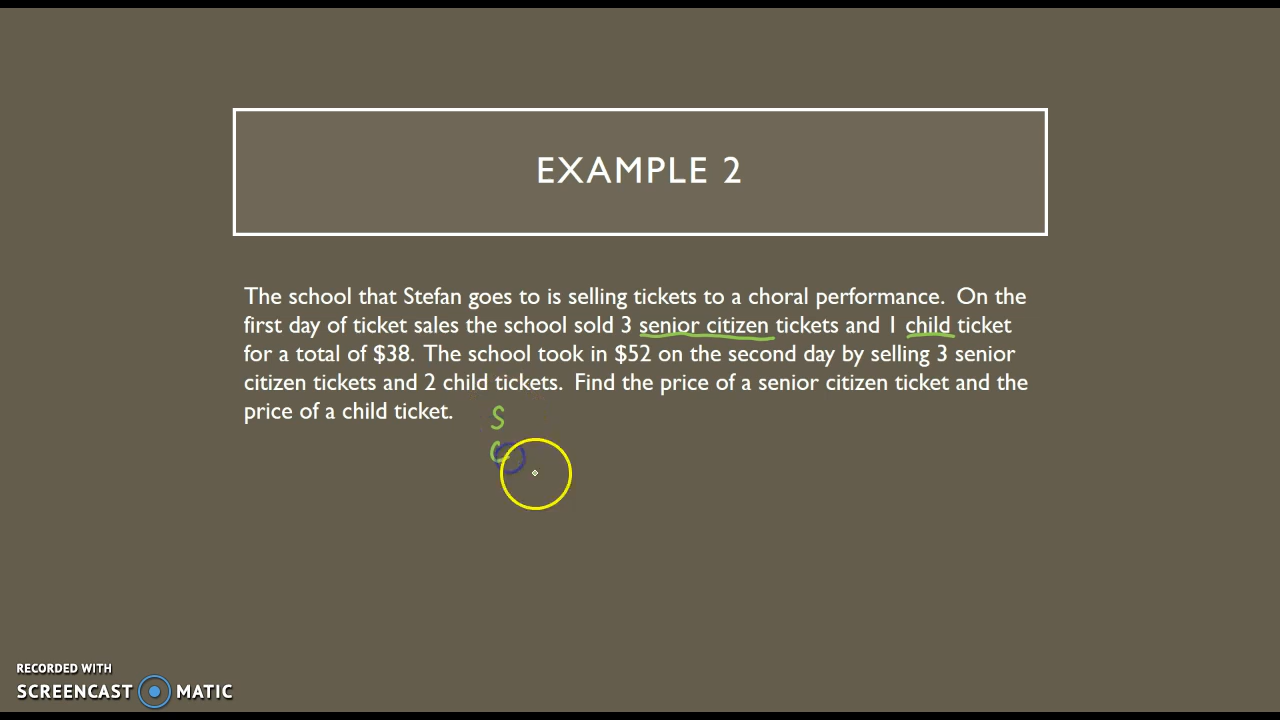 EXAMPLE 2
The school that Stefan goes to is selling tickets to a choral performance. On the
first day of ticket sales the school sold 3 senior citizen tickets and 1 child ticket
for a total of $38. The school took in $52 on the second day by selling 3 senior
citizen tickets and 2 child tickets. Find the price of a senior citizen ticket and the
price of a child ticket.
S
C
RECORDED WITH
SCREENCAST MATIC